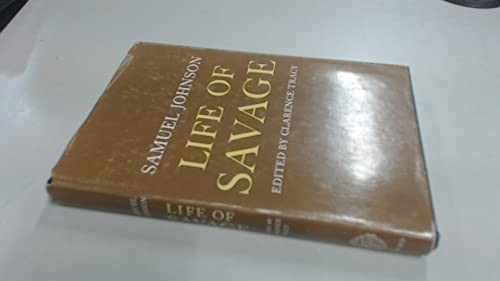 SAMUEL JOHNSON
LIFE OF
SAVAGE
EDITED BY CLARENCE TRACY
LIFE OF
SAVAGE